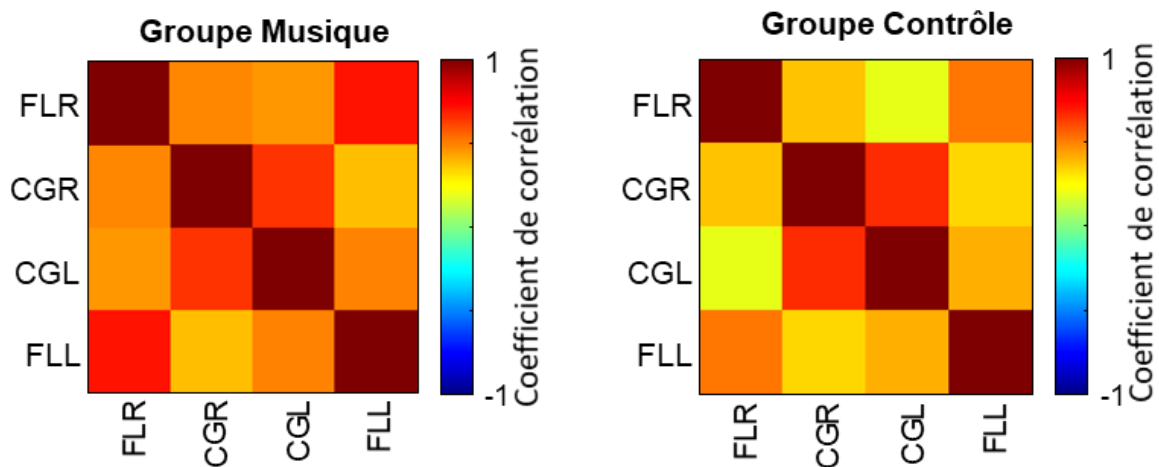 Groupe Musique
FLR
CGR
CGL
FLL
FLR
CGR
CGL
FLL
1
-1
Coefficient de corrélation
Groupe Contrôle
FLR
CGR
CGL
FLL
FLR
CGR
CGL
FLL
1
-1
Coefficient de corrélation